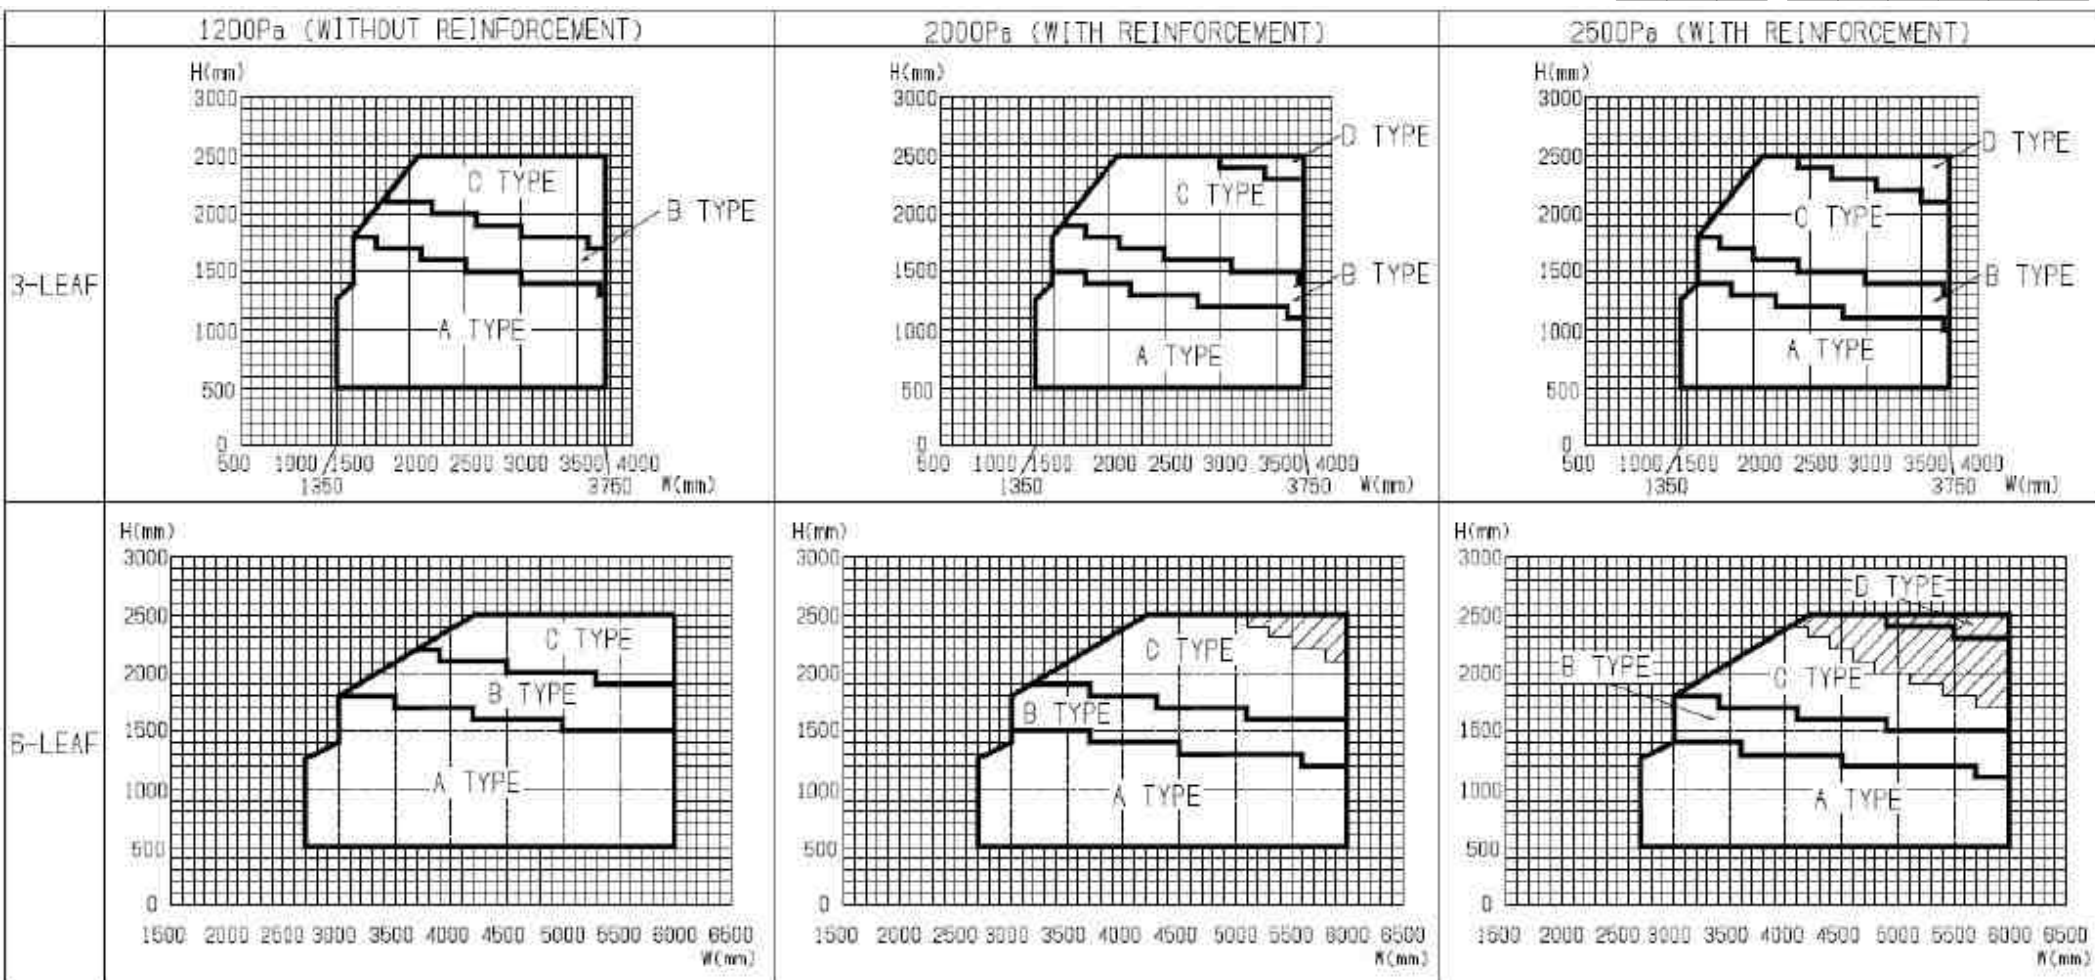 1200Pa (WITHOUT REINFORCEMENT)
2000Pa (WITH REINFORCEMENT)
2500Pa (WITH REINFORCEMENT)
3-LEAF
H(mm)
3000
2500
2000
1500
1000
500
0
C TYPE
B TYPE
A TYPE
500 1000 1500 2000 2500 3000 3500 4000
1350 3750 W(mm)
H(mm)
3000
2500
2000
1500
1000
500
0
D TYPE
C TYPE
B TYPE
A TYPE
500 1000 1500 2000 2500 3000 3500 4000
1350 3750 W(mm)
H(mm)
3000
2500
2000
1500
1000
500
0
D TYPE
C TYPE
B TYPE
A TYPE
500 1000 1500 2000 2500 3000 3500 4000
1350 3750 W(mm)
6-LEAF
H(mm)
3000
2500
2000
1500
1000
500
0
C TYPE
B TYPE
A TYPE
1500 2000 2500 3000 3500 4000 4500 5000 5500 6000 6500
W(mm)
H(mm)
3000
2500
2000
1500
1000
500
0
C TYPE
B TYPE
A TYPE
1500 2000 2500 3000 3500 4000 4500 5000 5500 6000 6500
W(mm)
H(mm)
3000
2500
2000
1500
1000
500
0
D TYPE
B TYPE
C TYPE
A TYPE
1500 2000 2500 3000 3500 4000 4500 5000 5500 6000 6500
W(mm)